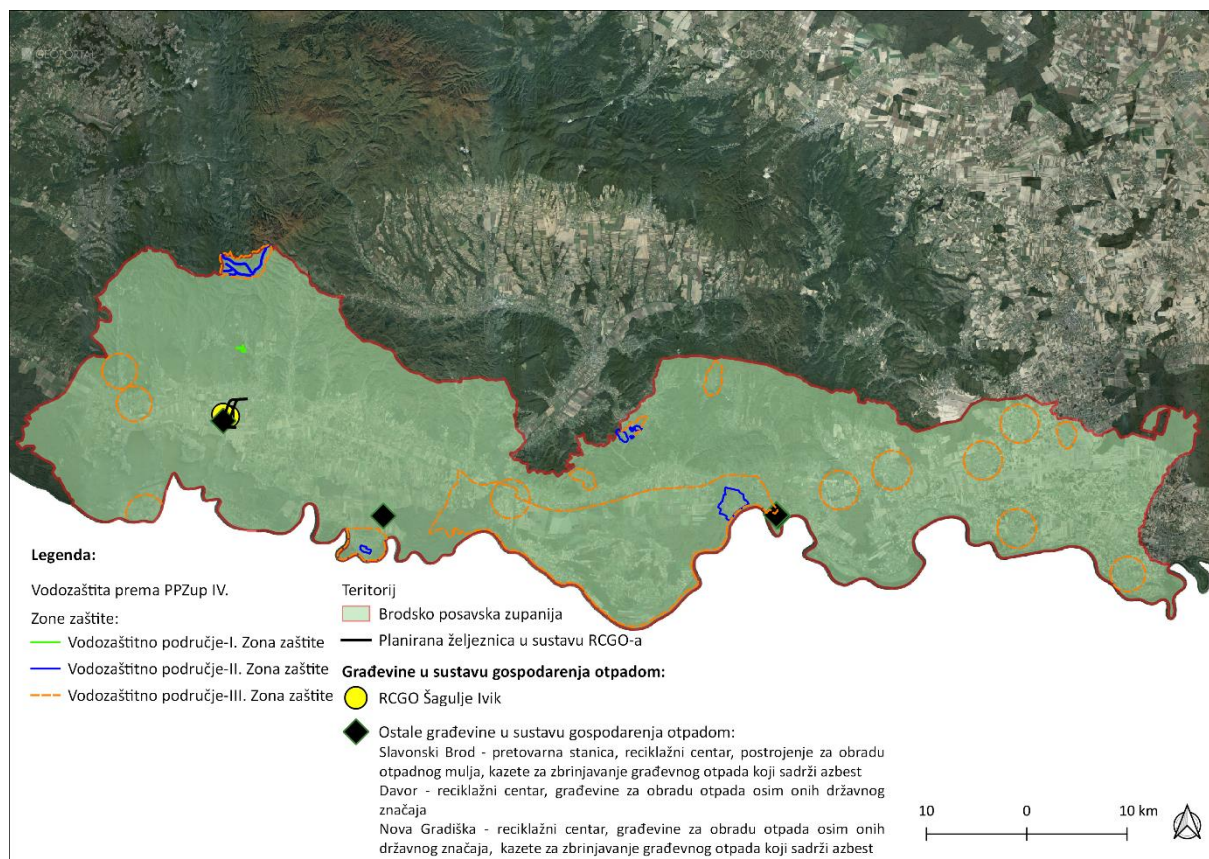 GEOPORTAL
GEOPORTAL
Legenda:
Vodozaštita prema PPZup IV.
Zone zaštite:
Vodozaštitno područje-I. Zona zaštite
Vodozaštitno područje-II. Zona zaštite
Vodozaštitno područje-III. Zona zaštite
Teritorij
Brodsko posavska zupanija
Planirana željeznica u sustavu RCGO-a
Građevine u sustavu gospodarenja otpadom:
RCGO Šagulje Ivik
Ostale građevine u sustavu gospodarenja otpadom:
Slavonski Brod - pretovarna stanica, reciklažni centar, postrojenje za obradu
otpadnog mulja, kazete za zbrinjavanje građevnog otpada koji sadrži azbest
Davor - reciklažni centar, građevine za obradu otpada osim onih državnog
značaja
Nova Gradiška - reciklažni centar, građevine za obradu otpada osim onih
državnog značaja, kazete za zbrinjavanje građevnog otpada koji sadrži azbest
10 0 10 km